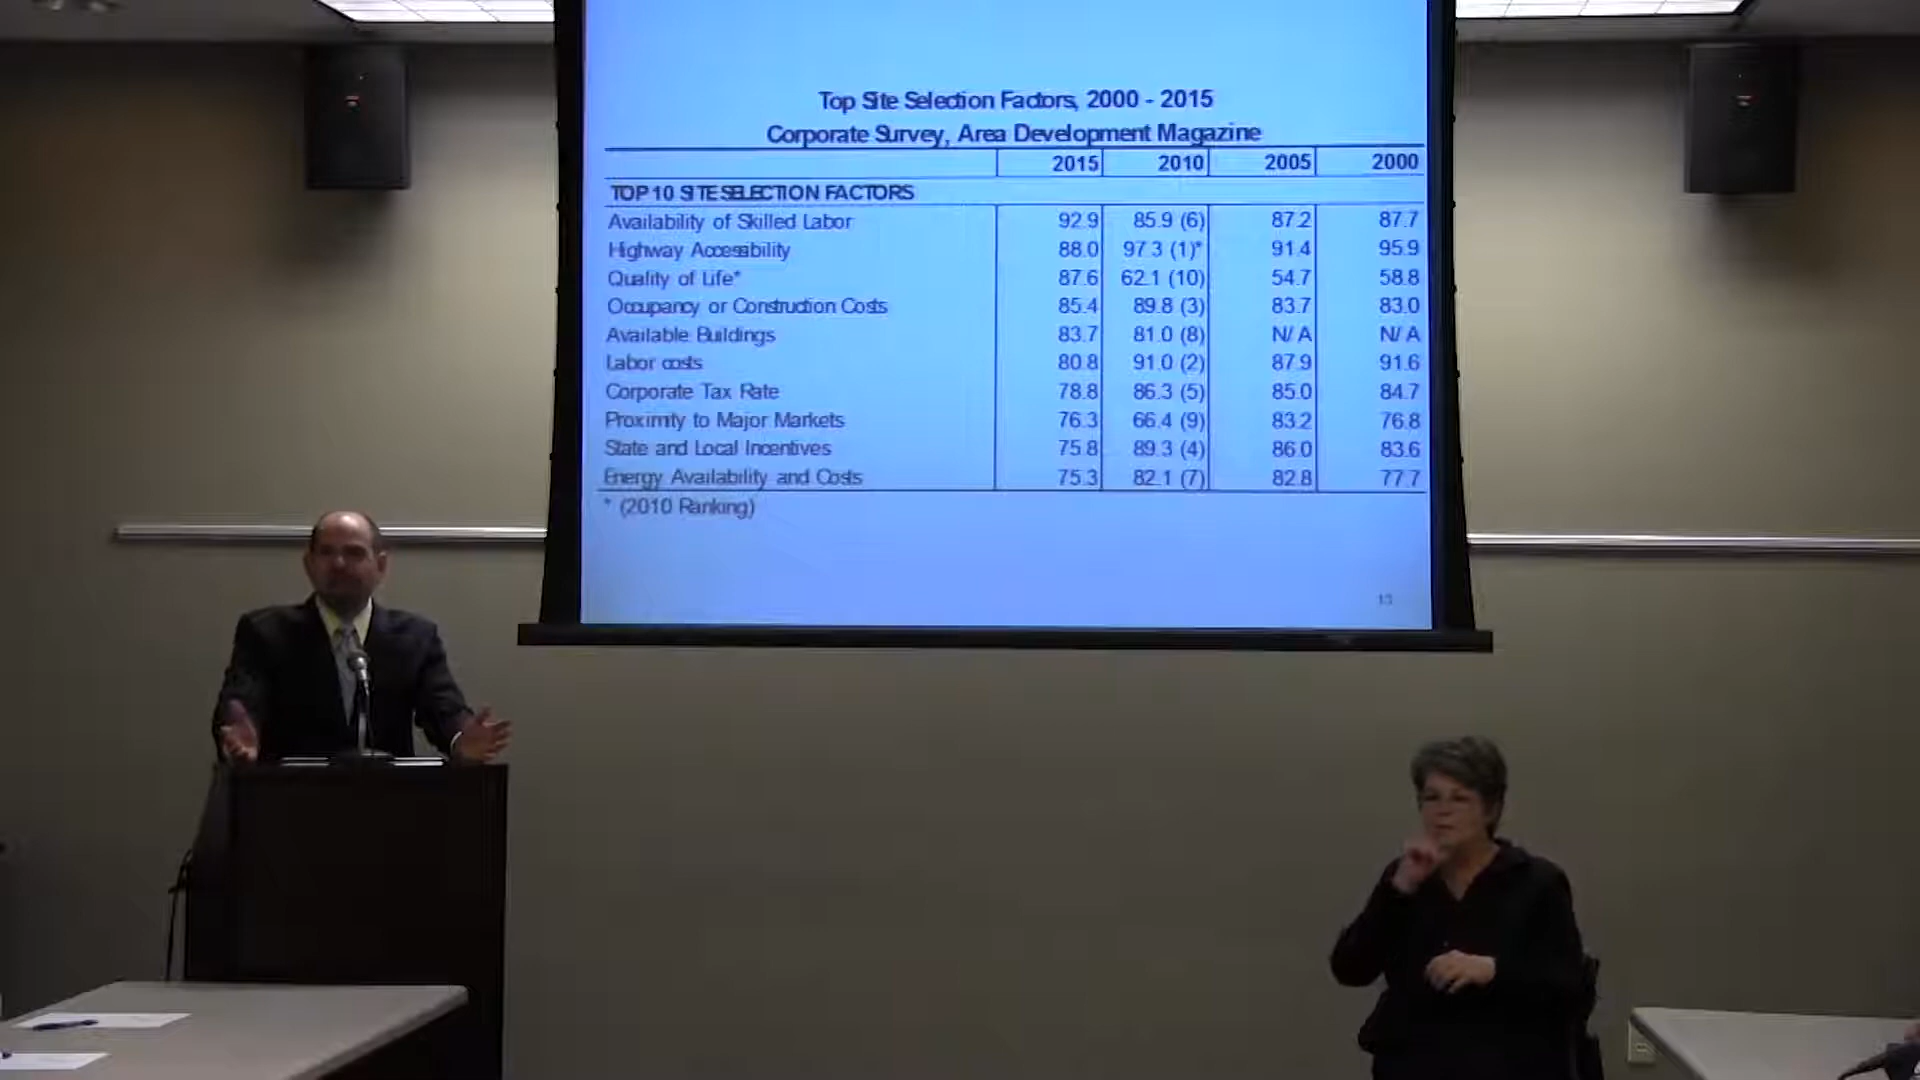 Top Site Selection Factors, 2000 - 2015
Corporate Survey, Area Development Magazine
2015 2010 2005 2000
TOP 10 SITE SELECTION FACTORS
Availability of Skilled Labor 92.9 85.9 (6) 87.2 87.7
Highway Accessibility 88.0 97.3 (1)* 91.4 95.9
Quality of Life* 87.6 62.1 (10) 54.7 58.8
Occupancy or Construction Costs 85.4 89.8 (3) 83.7 83.0
Available Buildings 83.7 81.0 (8) N/A N/A
Labor costs 80.8 91.0 (2) 87.9 91.6
Corporate Tax Rate 78.8 86.3 (5) 85.0 84.7
Proximity to Major Markets 76.3 66.4 (9) 83.2 76.8
State and Local Incentives 75.8 89.3 (4) 86.0 83.6
Energy Availability and Costs 75.3 82.1 (7) 82.8 77.7
* (2010 Ranking)